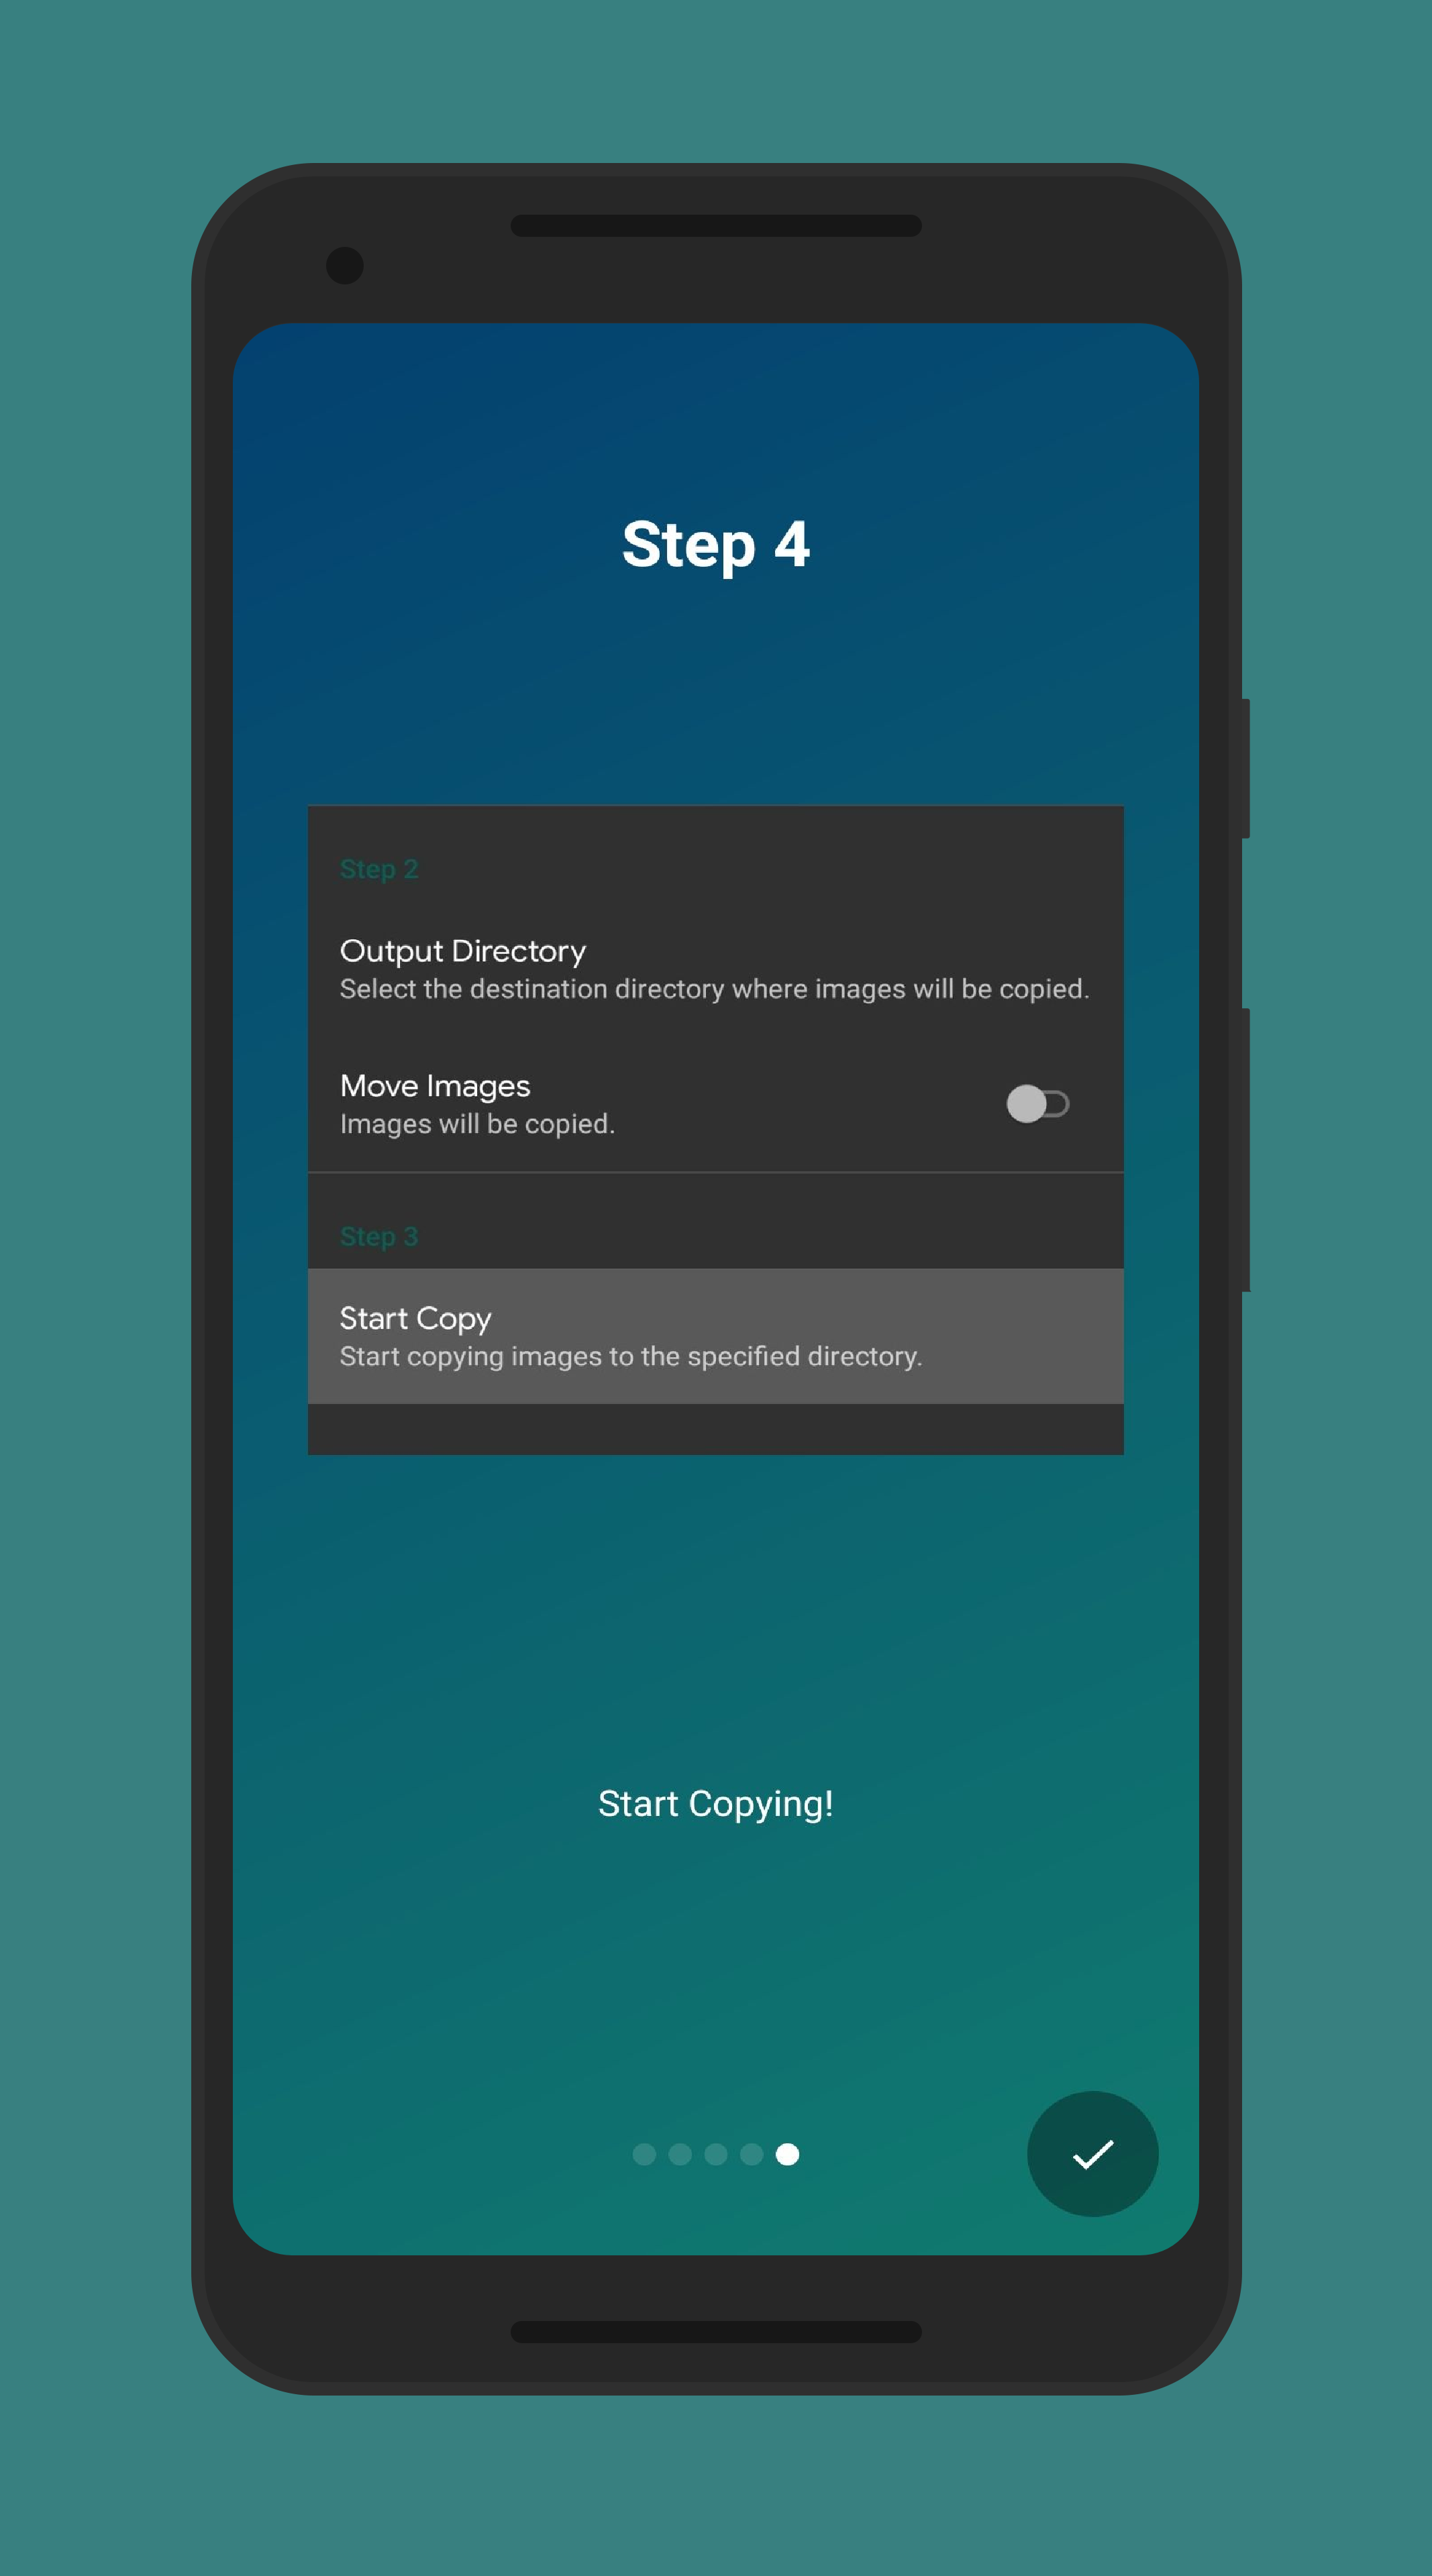 Step 4
Step 2
Output Directory
Select the destination directory where images will be copied.
Move Images
Images will be copied.
Step 3
Start Copy
Start copying images to the specified directory.
Start Copying!